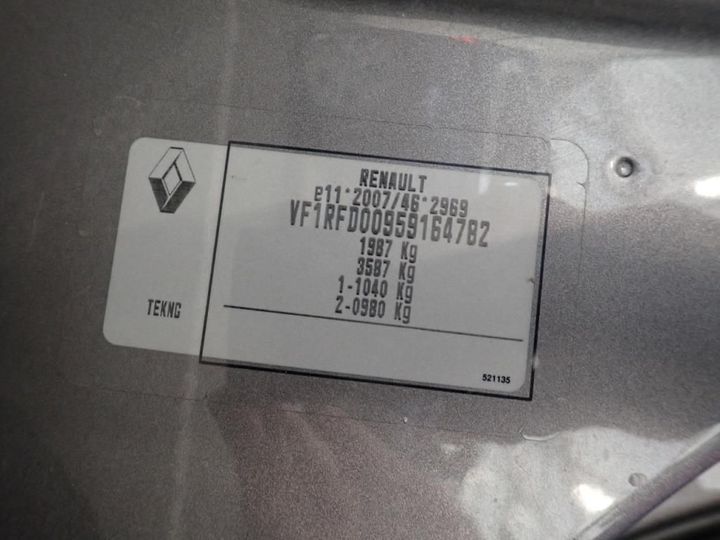 RENAULT
e11*2007/46*2969
VF1RFD00959164782
1987 Kg
3587 Kg
1-1040 Kg
2-0980 Kg
TEKNG
521135